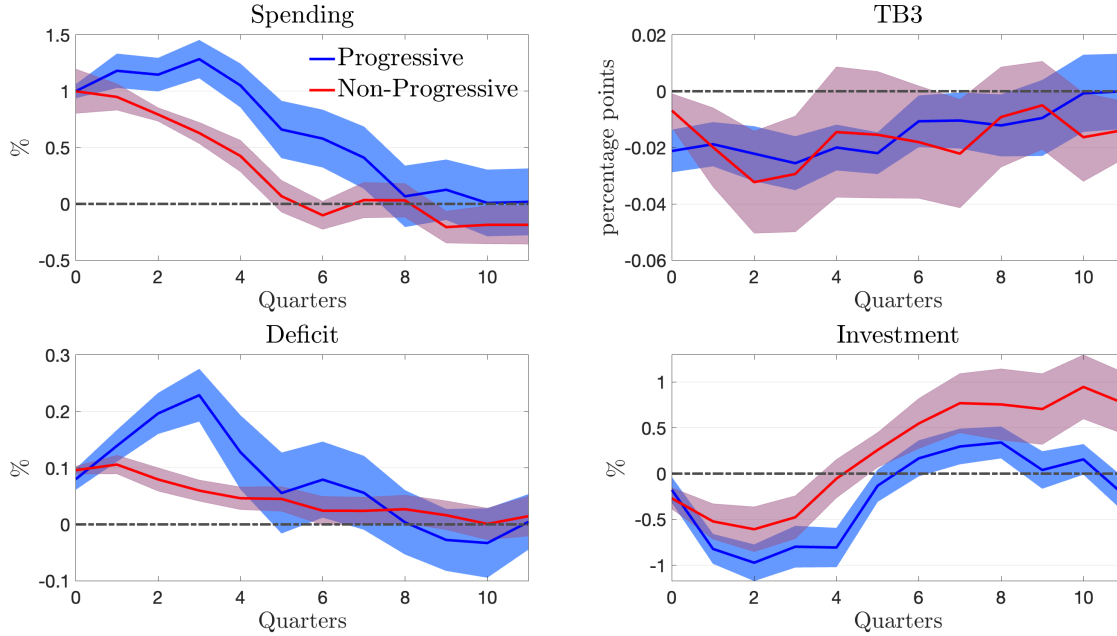 Spending
1.5
1
0.5
0
-0.5
%
0 2 4 6 8 10
Quarters
Progressive
Non-Progressive
TB3
0.02
0
-0.02
-0.04
-0.06
percentage points
0 2 4 6 8 10
Quarters
Deficit
0.3
0.2
0.1
0
-0.1
%
0 2 4 6 8 10
Quarters
Investment
1
0.5
0
-0.5
-1
%
0 2 4 6 8 10
Quarters